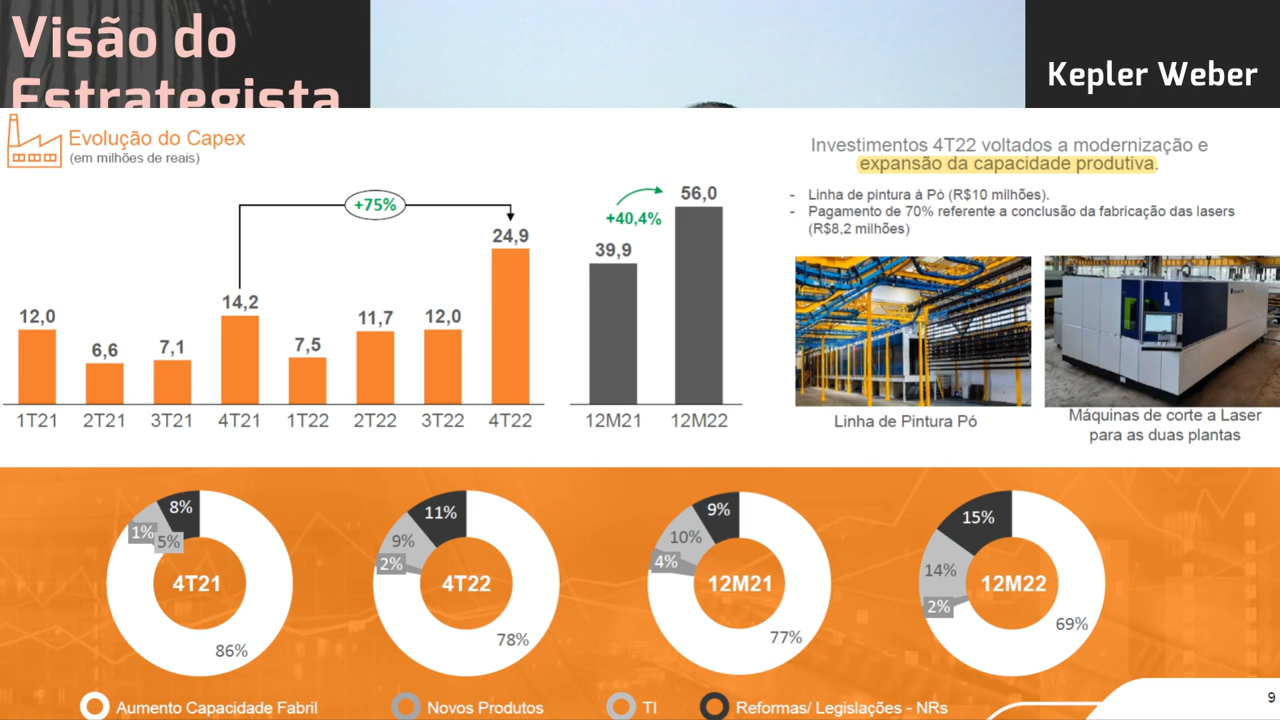 Visão do
Estrategista
Kepler Weber
Evolução do Capex
(em milhões de reais)
+75%
12,0
6,6
7,1
14,2
7,5
11,7
12,0
24,9
1T21
2T21
3T21
4T21
1T22
2T22
3T22
4T22
+40,4%
39,9
56,0
12M21
12M22
Investimentos 4T22 voltados a modernização e
expansão da capacidade produtiva.
- Linha de pintura à Pó (R$10 milhões).
- Pagamento de 70% referente a conclusão da fabricação das lasers
(R$8,2 milhões)
Linha de Pintura Pó
Máquinas de corte a Laser
para as duas plantas
8%
1%
5%
4T21
86%
11%
9%
2%
4T22
78%
9%
10%
4%
12M21
77%
15%
14%
2%
12M22
69%
Aumento Capacidade Fabril
Novos Produtos
TI
Reformas/ Legislações - NRs
9